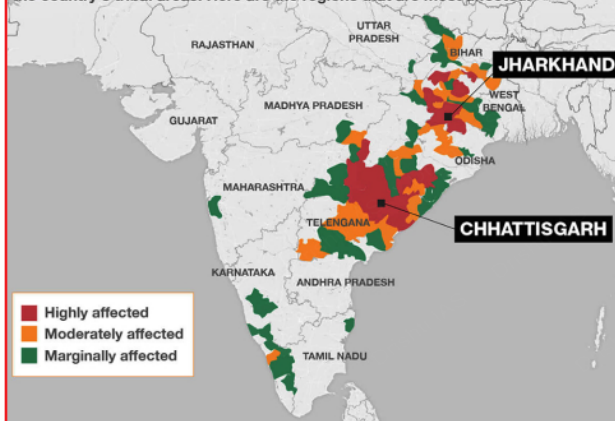 UTTAR
PRADESH
RAJASTHAN
BIHAR
JHARKHAND
WEST
BENGAL
MADHYA PRADESH
GUJARAT
ODISHA
MAHARASHTRA
TELENGANA
CHHATTISGARH
KARNATAKA
ANDHRA PRADESH
Highly affected
Moderately affected
Marginally affected
TAMIL NADU